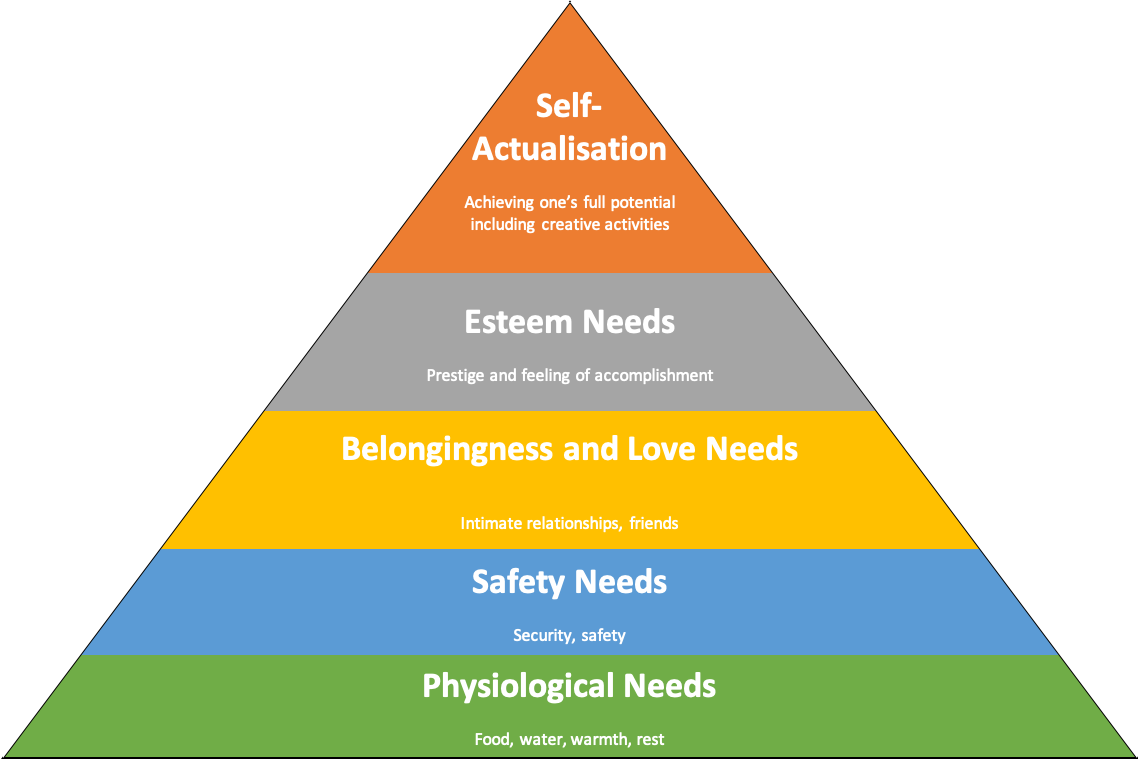 Self-
Actualisation
Achieving one’s full potential
including creative activities
Esteem Needs
Prestige and feeling of accomplishment
Belongingness and Love Needs
Intimate relationships, friends
Safety Needs
Security, safety
Physiological Needs
Food, water, warmth, rest